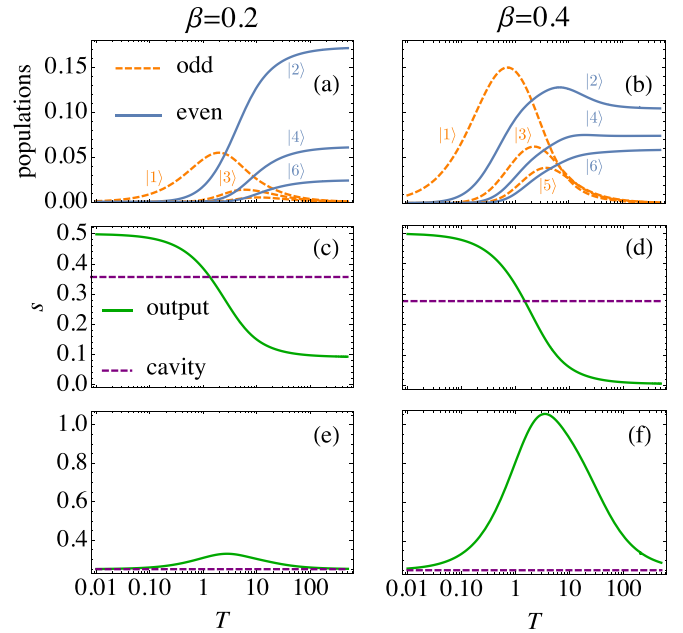 β=0.2
β=0.4
populations
0.15
0.10
0.05
0.00
odd
even
(a)
|2⟩
|4⟩
|6⟩
|1⟩
|3⟩
(b)
|1⟩
|2⟩
|3⟩
|4⟩
|5⟩
|6⟩
s
0.5
0.4
0.3
0.2
0.1
0.0
output
cavity
(c)
(d)
1.0
0.8
0.6
0.4
(e)
(f)
0.01 0.10 1 10 100
0.01 0.10 1 10 100
T
T